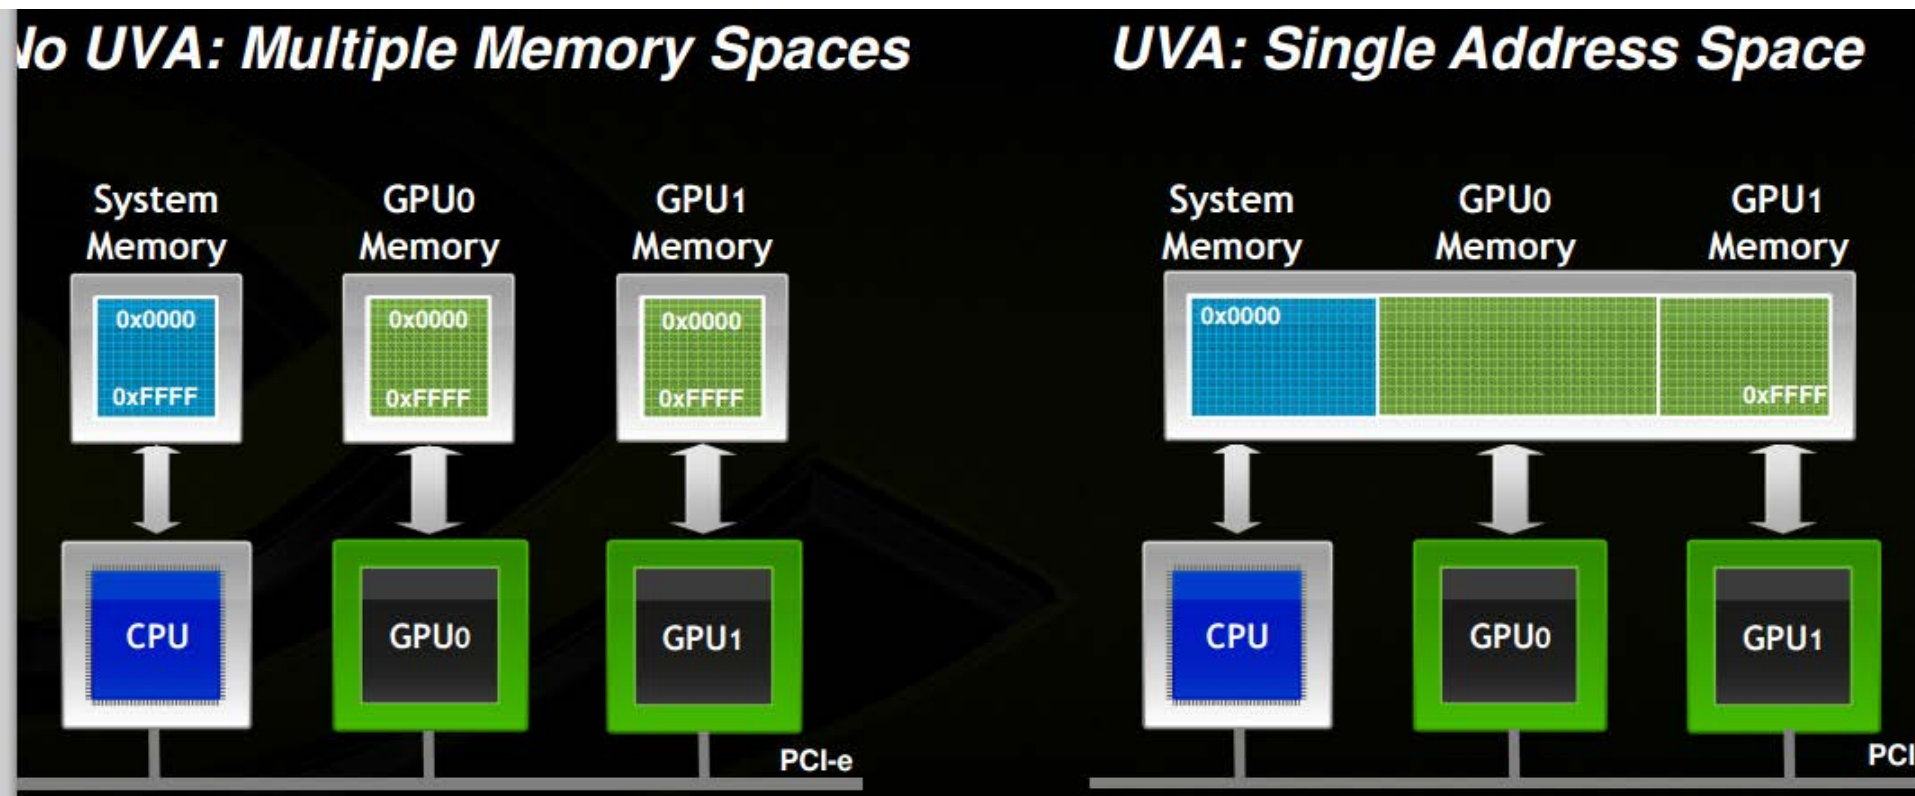 No UVA: Multiple Memory Spaces
System
Memory
GPU0
Memory
GPU1
Memory
0x0000
0xFFFF
0x0000
0xFFFF
0x0000
0xFFFF
CPU
GPU0
GPU1
PCI-e
UVA: Single Address Space
System
Memory
GPU0
Memory
GPU1
Memory
0x0000
0xFFFF
CPU
GPU0
GPU1
PCI